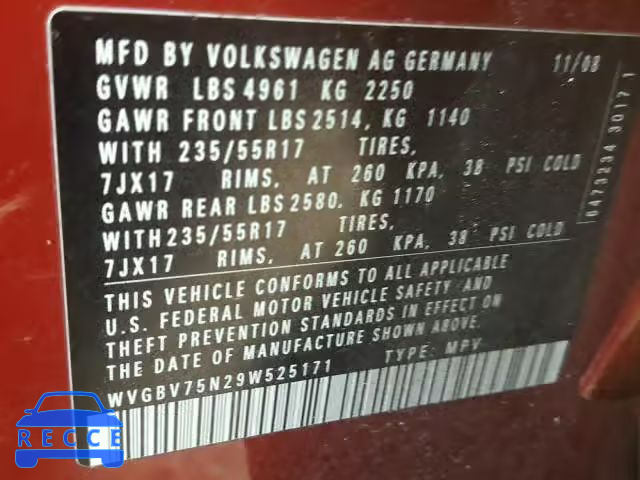 MFD BY VOLKSWAGEN AG GERMANY 11/08
GVWR LBS 4961 KG 2250
GAWR FRONT LBS 2514, KG 1140
WITH 235/55R17 TIRES,
7JX17 RIMS, AT 260 KPA, 38 PSI COLD
GAWR REAR LBS 2580. KG 1170
WITH 235/55R17 TIRES,
7JX17 RIMS, AT 260 KPA, 38 PSI COLD
THIS VEHICLE CONFORMS TO ALL APPLICABLE
U.S. FEDERAL MOTOR VEHICLE SAFETY AND
THEFT PREVENTION STANDARDS IN EFFECT ON
THE DATE OF MANUFACTURE SHOWN ABOVE.
TYPE: MPV
WVGBV75N29W525171
RECCE